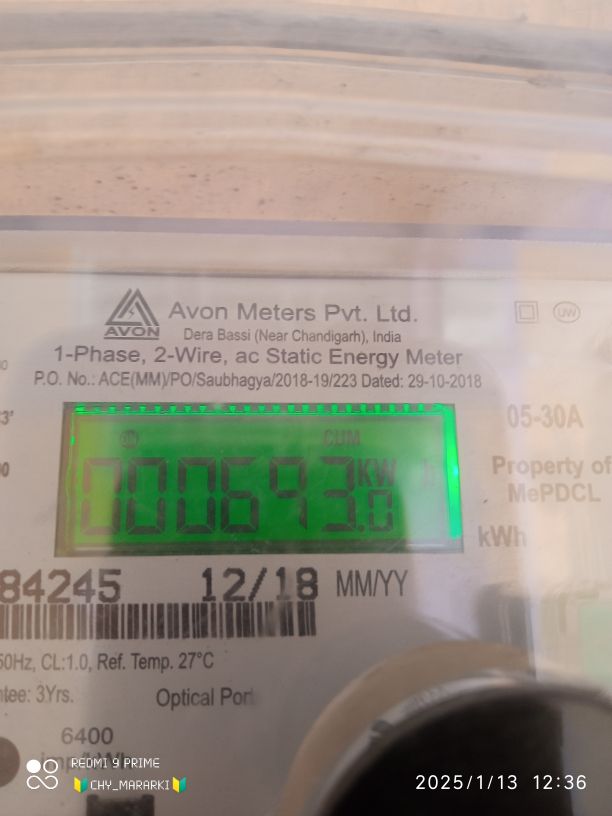 AVON
Avon Meters Pvt. Ltd.
Dera Bassi (Near Chandigarh), India
1-Phase, 2-Wire, ac Static Energy Meter
P.O. No.: ACE(MM)/PO/Saubhagya/2018-19/223 Dated: 29-10-2018
05-30A
CUM
000693.0 KW
Property of
MePDCL
kWh
84245 12/18 MM/YY
50Hz, CL:1.0, Ref. Temp. 27°C
3Yrs. Optical Port
6400
imp/kWh
REDMI 9 PRIME
🔰CHY_MARARKI🔰
2025/1/13 12:36